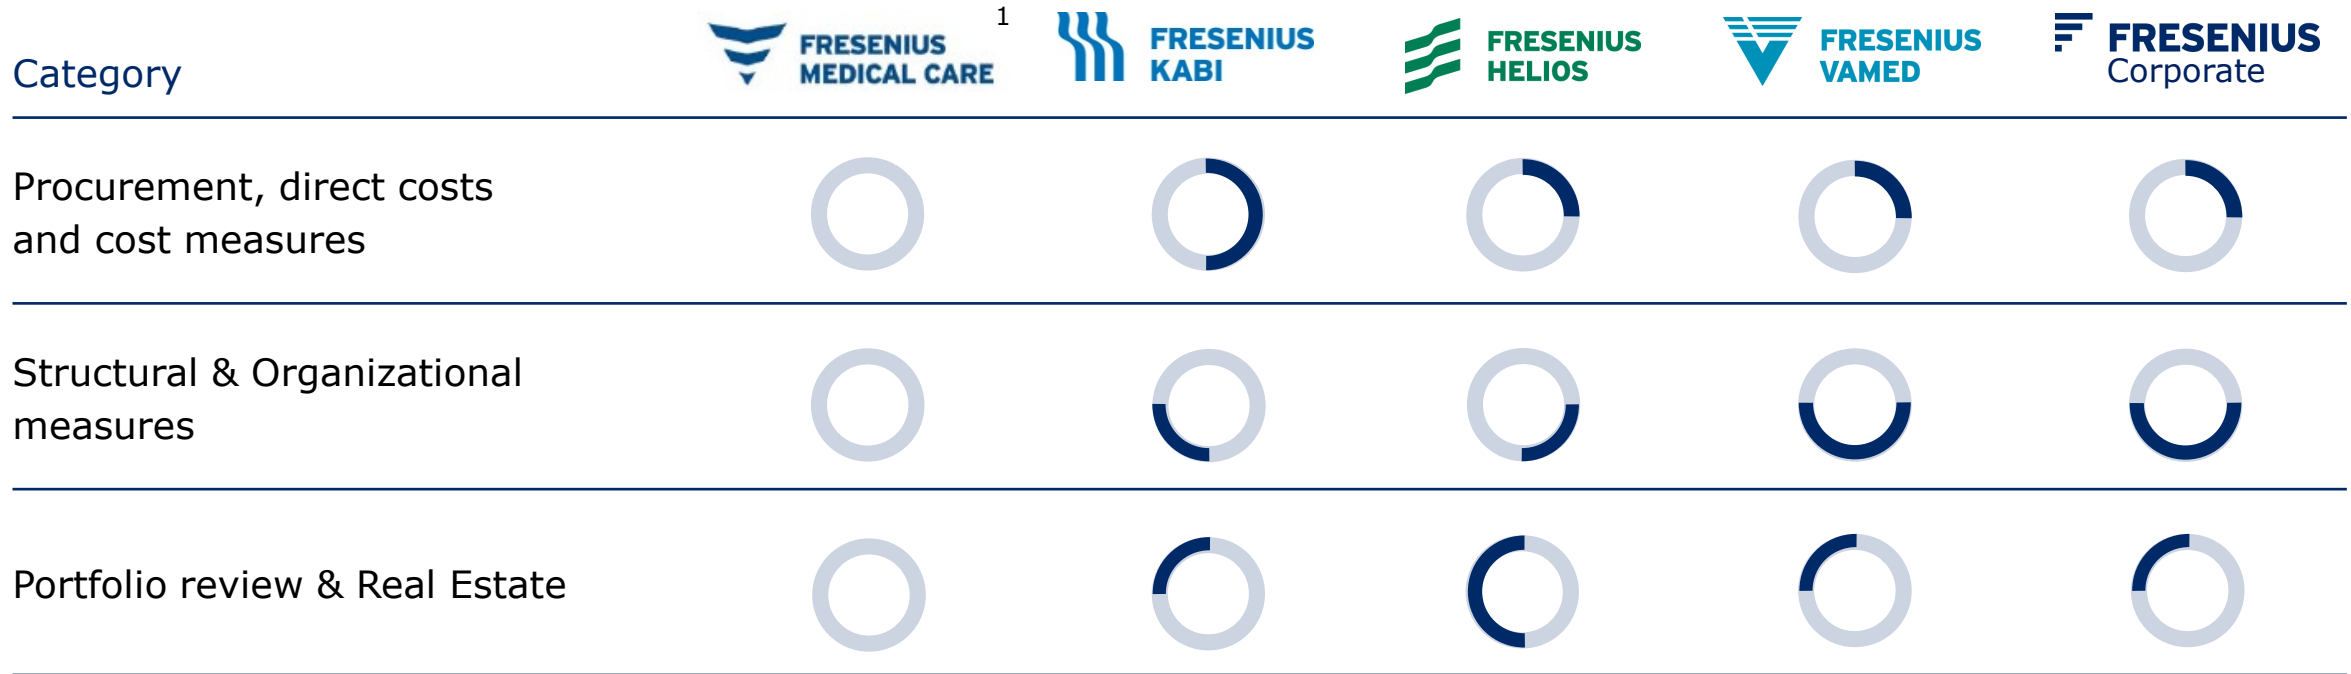 Category
FRESENIUS
MEDICAL CARE
1
FRESENIUS
KABI
FRESENIUS
HELIOS
FRESENIUS
VAMED
FRESENIUS
Corporate
Procurement, direct costs
and cost measures
Structural & Organizational
measures
Portfolio review & Real Estate